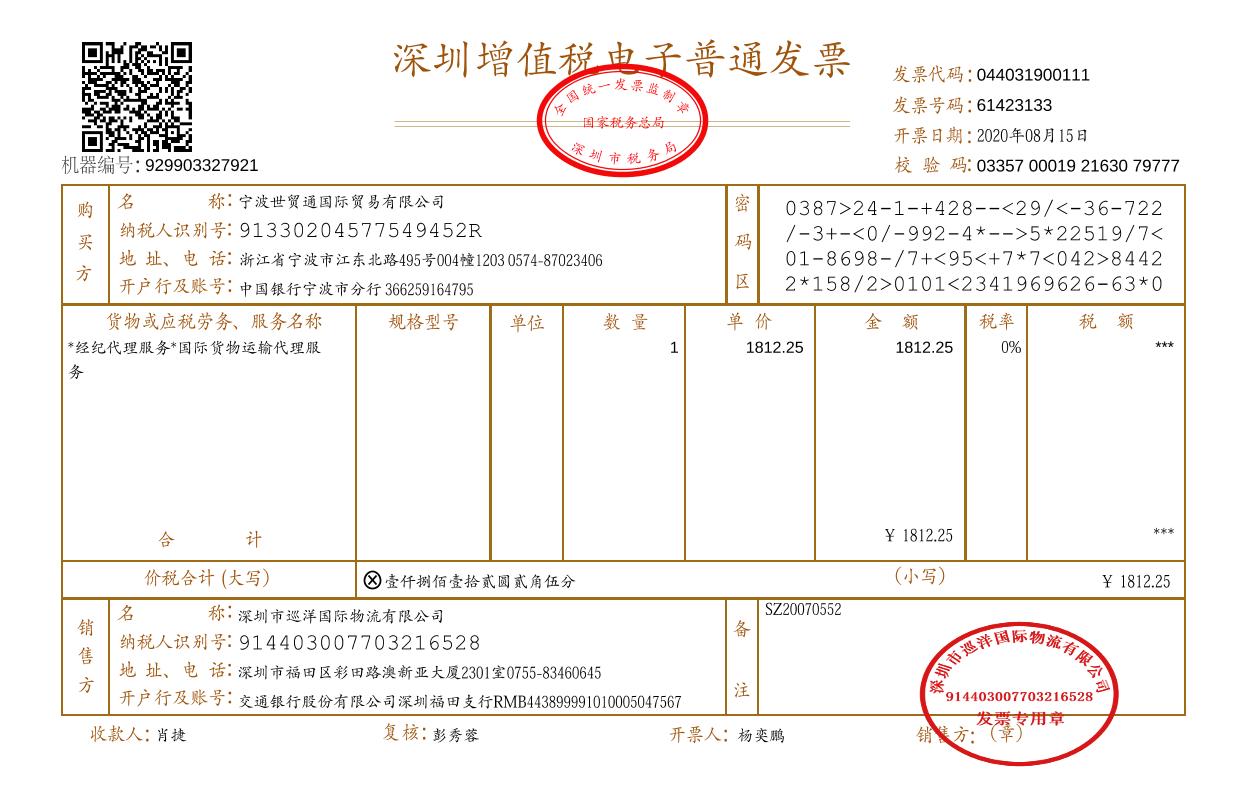 深圳增值税电子普通发票
全国统一发票监制章
国家税务总局
深圳市税务局
发票代码：044031900111
发票号码：61423133
开票日期：2020年08月15日
校 验 码：03357 00019 21630 79777
机器编号：929903327921
购买方
名 称：宁波世贸通国际贸易有限公司
纳税人识别号：91330204577549452R
地 址、电 话：浙江省宁波市江东北路495号004幢1203 0574-87023406
开户行及账号：中国银行宁波市分行 366259164795
密码区
0387>24-1-+428--<29/<-36-722
/-3+-<0/-992-4*-->5*22519/7<
01-8698-/7+<95<+7*7<042>8442
2*158/2>0101<2341969626-63*0
货物或应税劳务、服务名称 规格型号 单位 数 量 单 价 金 额 税率 税 额
*经纪代理服务*国际货物运输代理服 1 1812.25 1812.25 0% ***
务
合 计 ¥ 1812.25 ***
价税合计 (大写) ⊗壹仟捌佰壹拾贰圆贰角伍分 (小写) ¥ 1812.25
销售方
名 称：深圳市巡洋国际物流有限公司
纳税人识别号：914403007703216528
地 址、电 话：深圳市福田区彩田路澳新亚大厦2301室0755-83460645
开户行及账号：交通银行股份有限公司深圳福田支行RMB443899991010005047567
备注
SZ20070552
深圳市巡洋国际物流有限公司
914403007703216528
发票专用章
收款人：肖捷 复核：彭秀蓉 开票人：杨奕鹏 销售方：（章）